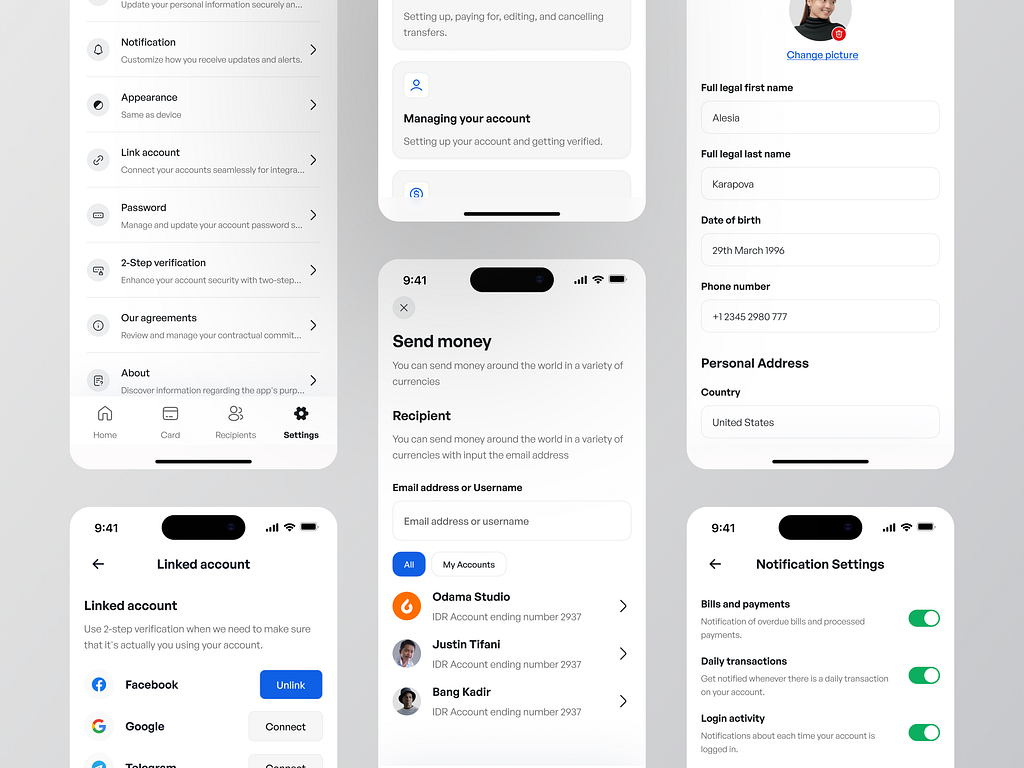 Update your personal information securely an...
Notification
Customize how you receive updates and alerts.
Appearance
Same as device
Link account
Connect your accounts seamlessly for integra...
Password
Manage and update your account password s...
2-Step verification
Enhance your account security with two-step...
Our agreements
Review and manage your contractual commit...
About
Discover information regarding the app's purp...
Home
Card
Recipients
Settings
9:41
Linked account
Linked account
Use 2-step verification when we need to make sure
that it's actually you using your account.
Facebook
Unlink
Google
Connect
Telegram
Connect
Setting up, paying for, editing, and cancelling
transfers.
Managing your account
Setting up your account and getting verified.
9:41
Send money
You can send money around the world in a variety of
currencies
Recipient
You can send money around the world in a variety of
currencies with input the email address
Email address or Username
Email address or username
All
My Accounts
Odama Studio
IDR Account ending number 2937
Justin Tifani
IDR Account ending number 2937
Bang Kadir
IDR Account ending number 2937
Change picture
Full legal first name
Alesia
Full legal last name
Karapova
Date of birth
29th March 1996
Phone number
+1 2345 2980 777
Personal Address
Country
United States
9:41
Notification Settings
Bills and payments
Notification of overdue bills and processed
payments.
Daily transactions
Get notified whenever there is a daily transaction
on your account.
Login activity
Notifications about each time your account is
logged in.